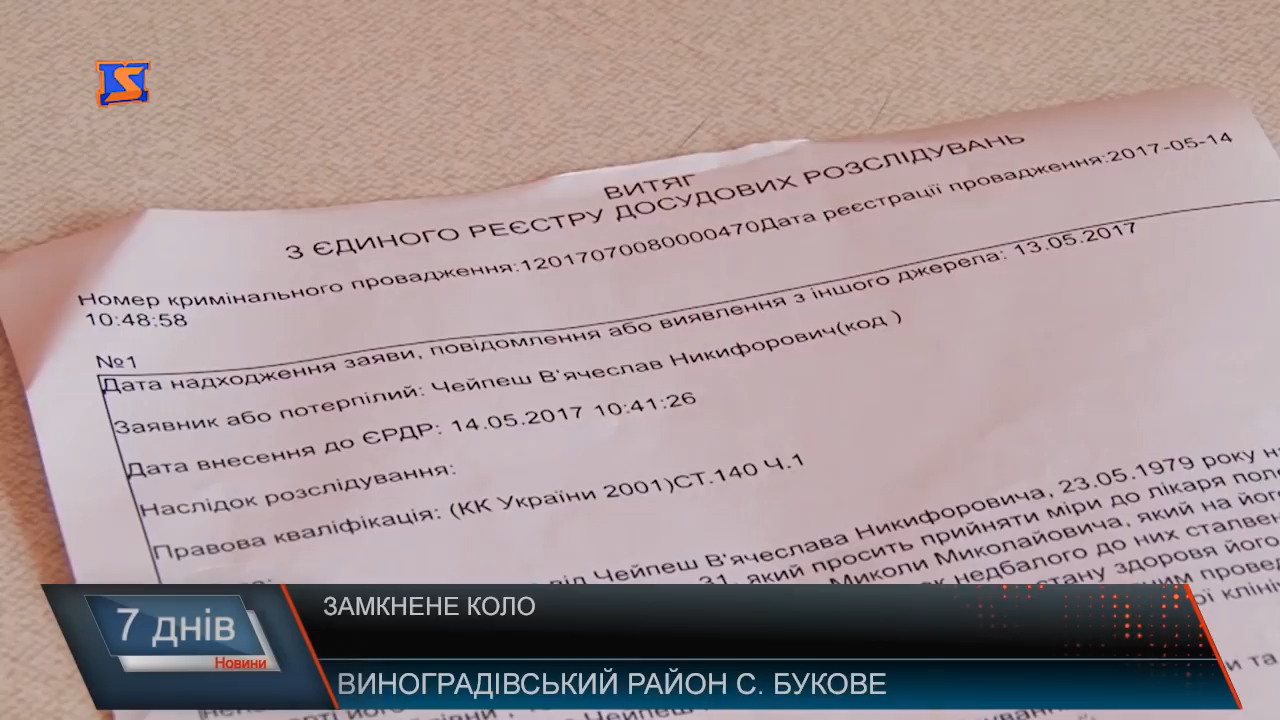 ВИТЯГ
З ЄДИНОГО РЕЄСТРУ ДОСУДОВИХ РОЗСЛІДУВАНЬ
Номер кримінального провадження:12017070080000470Дата реєстрації провадження:2017-05-14
10:48:58
№1
Дата надходження заяви, повідомлення або виявлення з іншого джерела: 13.05.2017
Заявник або потерпілий: Чейпеш В'ячеслав Никифорович(код )
Дата внесення до ЄРДР: 14.05.2017 10:41:26
Наслідок розслідування:
Правова кваліфікація: (КК України 2001)СТ.140 Ч.1
від Чейпеш В'ячеслава Никифоровича, 23.05.1979 року
31, який просить прийняти міри до лікаря
Миколи Миколайовича, який на його
недбалого до них
стану здоровя його
Чейпеш
7 днів
Новини
ЗАМКНЕНЕ КОЛО
ВИНОГРАДІВСЬКИЙ РАЙОН С. БУКОВЕ